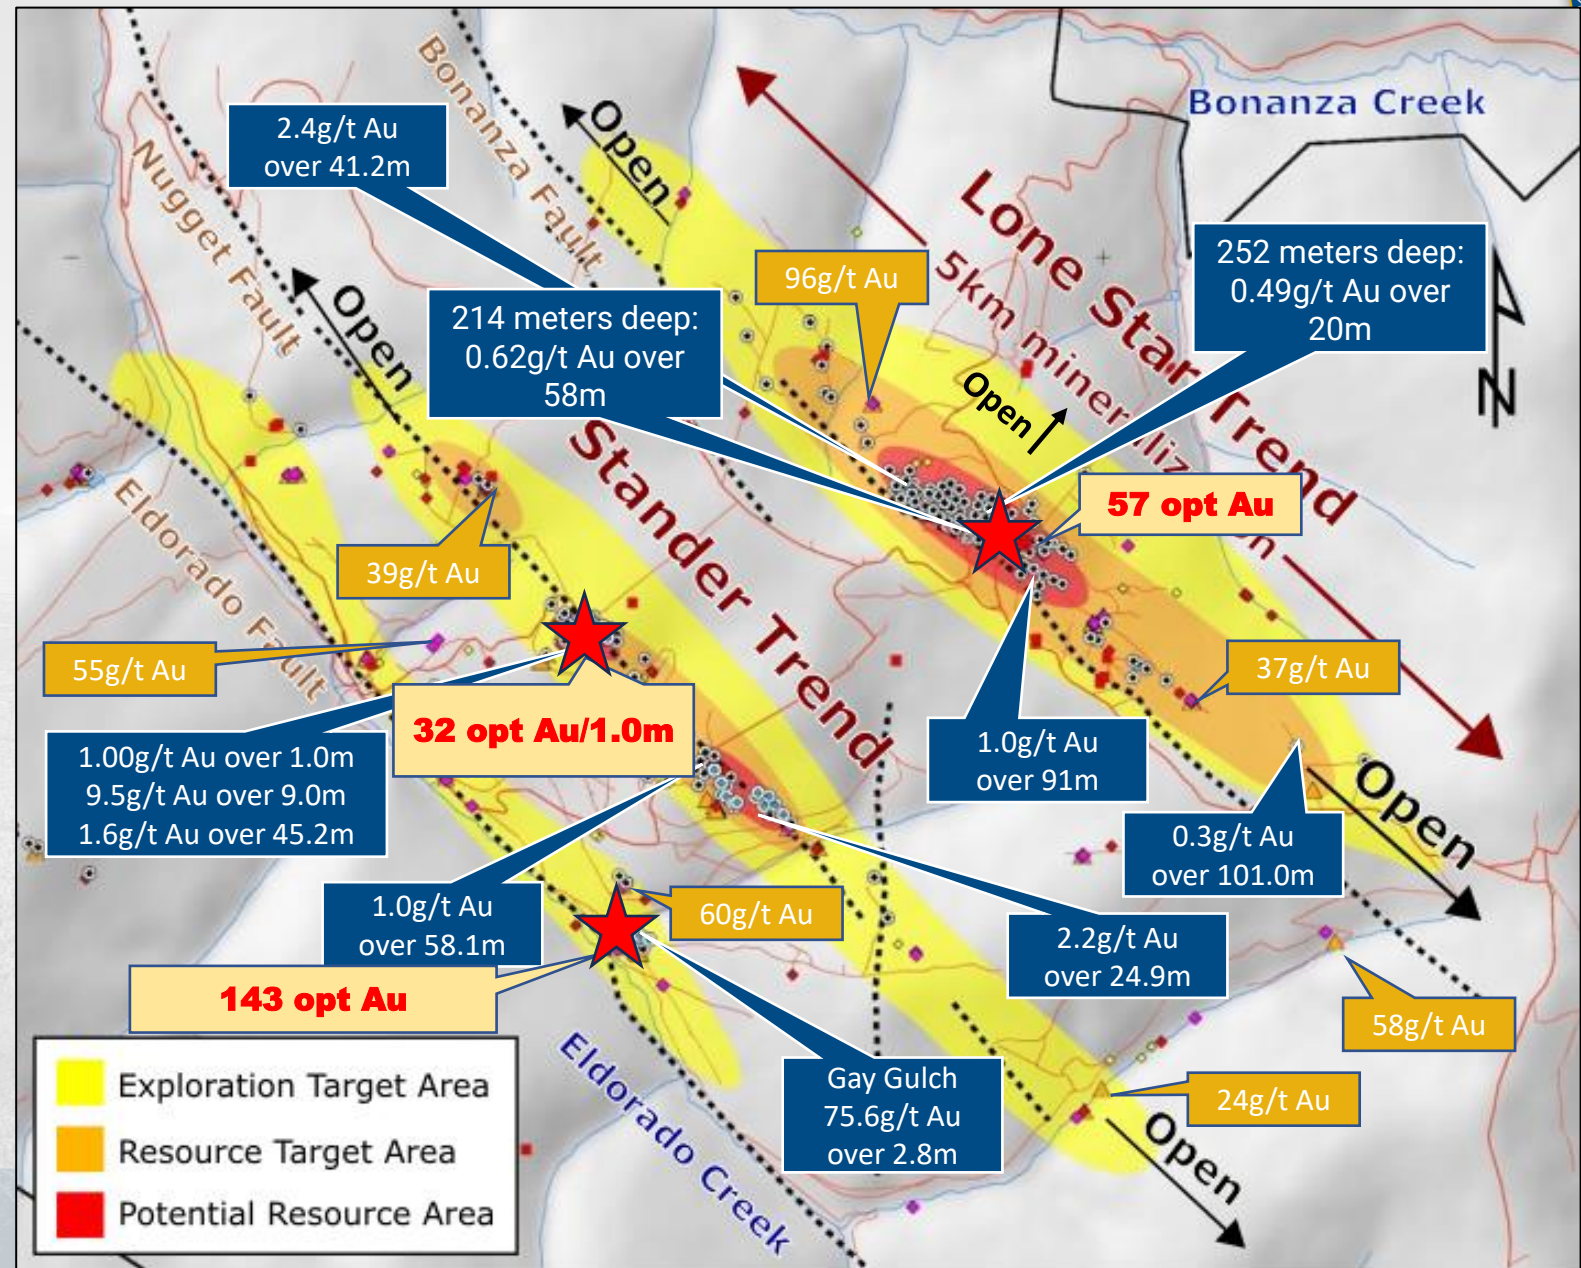 Bonanza Creek
Bonanza Fault
Nugget Fault
Eldorado Fault
Eldorado Creek
Lone Star Trend
5km mineralization
Stander Trend
Open
Open
Open
Open
Open
N
2.4g/t Au
over 41.2m
214 meters deep:
0.62g/t Au over
58m
96g/t Au
252 meters deep:
0.49g/t Au over
20m
57 opt Au
39g/t Au
55g/t Au
32 opt Au/1.0m
1.00g/t Au over 1.0m
9.5g/t Au over 9.0m
1.6g/t Au over 45.2m
37g/t Au
1.0g/t Au
over 91m
0.3g/t Au
over 101.0m
1.0g/t Au
over 58.1m
60g/t Au
2.2g/t Au
over 24.9m
143 opt Au
58g/t Au
Gay Gulch
75.6g/t Au
over 2.8m
24g/t Au
Exploration Target Area
Resource Target Area
Potential Resource Area